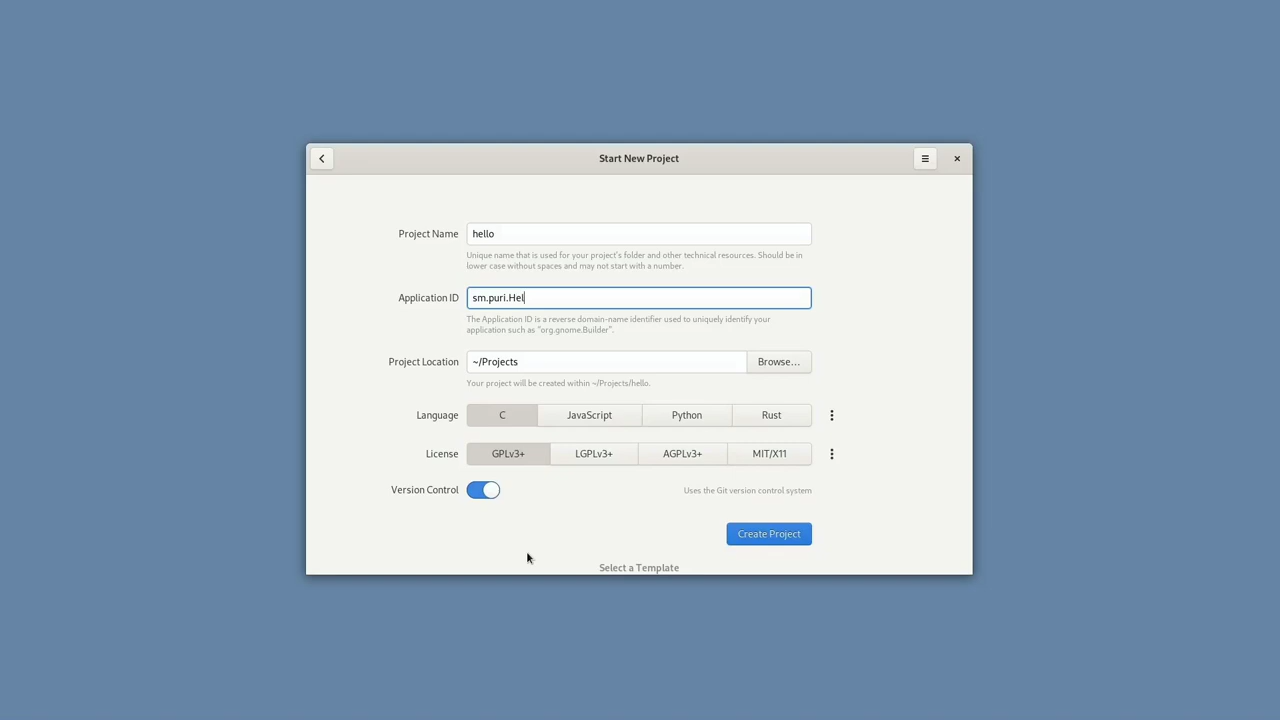 Start New Project
Project Name
hello
Unique name that is used for your project's folder and other technical resources. Should be in
lower case without spaces and may not start with a number.
Application ID
sm.puri.Hel
The Application ID is a reverse domain-name identifier used to uniquely identify your
application such as "org.gnome.Builder".
Project Location
~/Projects
Browse...
Your project will be created within ~/Projects/hello.
Language
C
JavaScript
Python
Rust
License
GPLv3+
LGPLv3+
AGPLv3+
MIT/X11
Version Control
Uses the Git version control system
Create Project
Select a Template